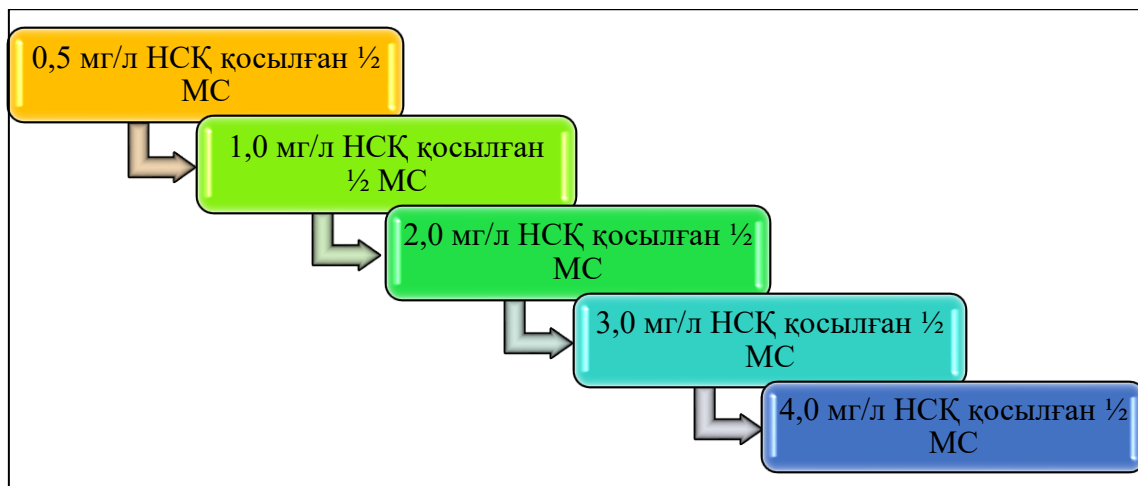 0,5 мг/л НСҚ қосылған ½
МС
1,0 мг/л НСҚ қосылған
½ МС
2,0 мг/л НСҚ қосылған ½
МС
3,0 мг/л НСҚ қосылған ½
МС
4,0 мг/л НСҚ қосылған ½
МС